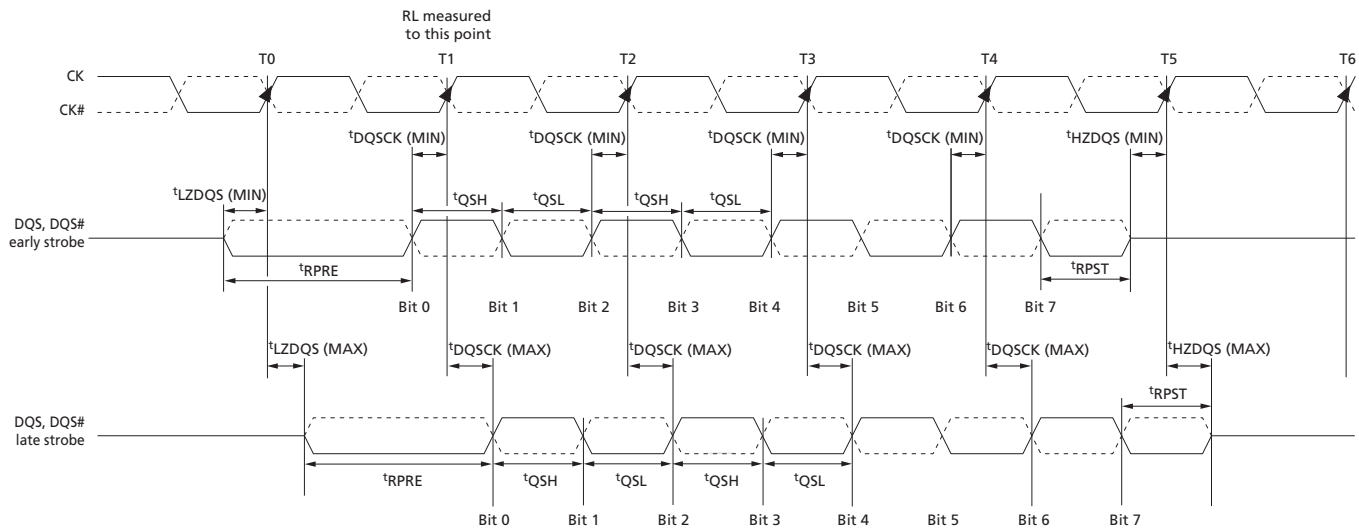 RL measured
to this point
T0 T1 T2 T3 T4 T5 T6
CK
CK#
tDQSCK (MIN) tDQSCK (MIN) tDQSCK (MIN) tDQSCK (MIN) tHZDQS (MIN)
tLZDQS (MIN)
tQSH tQSL tQSH tQSL
DQS, DQS#
early strobe
tRPRE
tRPST
Bit 0 Bit 1 Bit 2 Bit 3 Bit 4 Bit 5 Bit 6 Bit 7
tLZDQS (MAX) tDQSCK (MAX) tDQSCK (MAX) tDQSCK (MAX) tDQSCK (MAX) tHZDQS (MAX)
tRPST
DQS, DQS#
late strobe
tRPRE tQSH tQSL tQSH tQSL
Bit 0 Bit 1 Bit 2 Bit 3 Bit 4 Bit 5 Bit 6 Bit 7